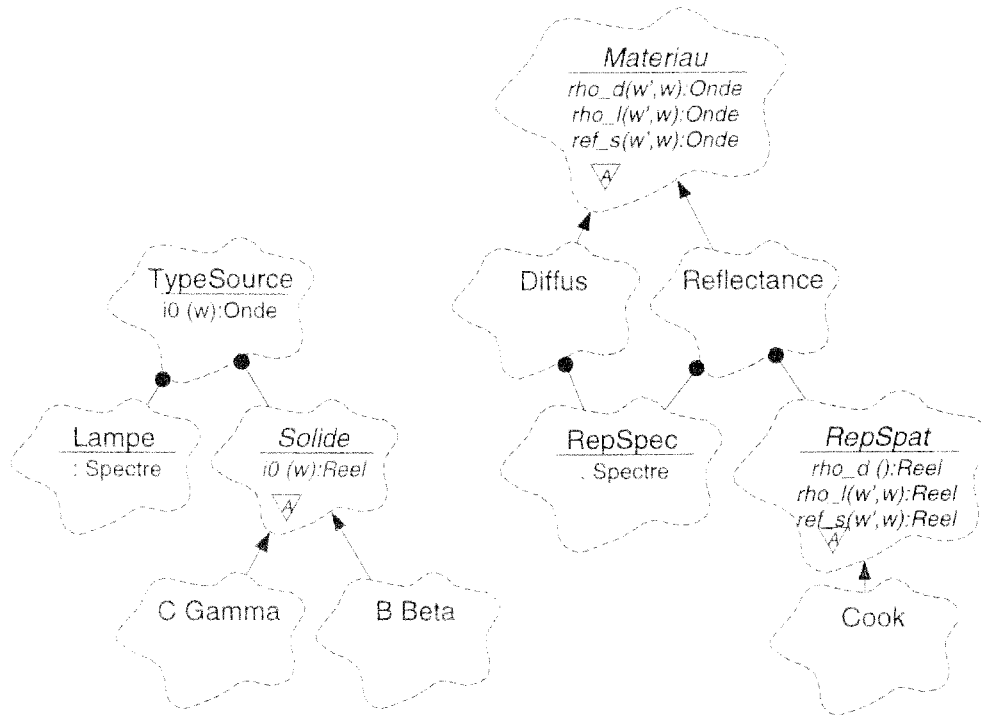 Materiau
rho_d(w',w):Onde
rho_l(w',w):Onde
ref_s(w',w):Onde
A
TypeSource
i0 (w):Onde
Diffus
Reflectance
Lampe
: Spectre
Solide
i0 (w):Reel
A
RepSpec
: Spectre
RepSpat
rho_d ():Reel
rho_l(w',w):Reel
ref_s(w',w):Reel
A
C Gamma
B Beta
Cook